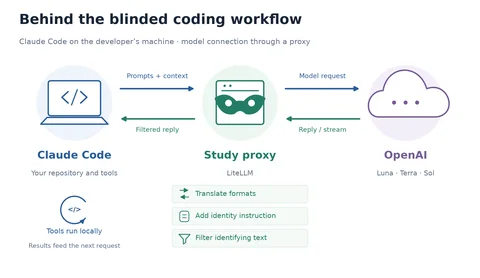 Behind the blinded coding workflow
Claude Code on the developer's machine · model connection through a proxy
Prompts + context
Model request
</>
Filtered reply
Reply / stream
Claude Code
Study proxy
OpenAI
Your repository and tools
LiteLLM
Luna · Terra · Sol
</>
Tools run locally
Results feed the next request
Translate formats
Add identity instruction
Filter identifying text